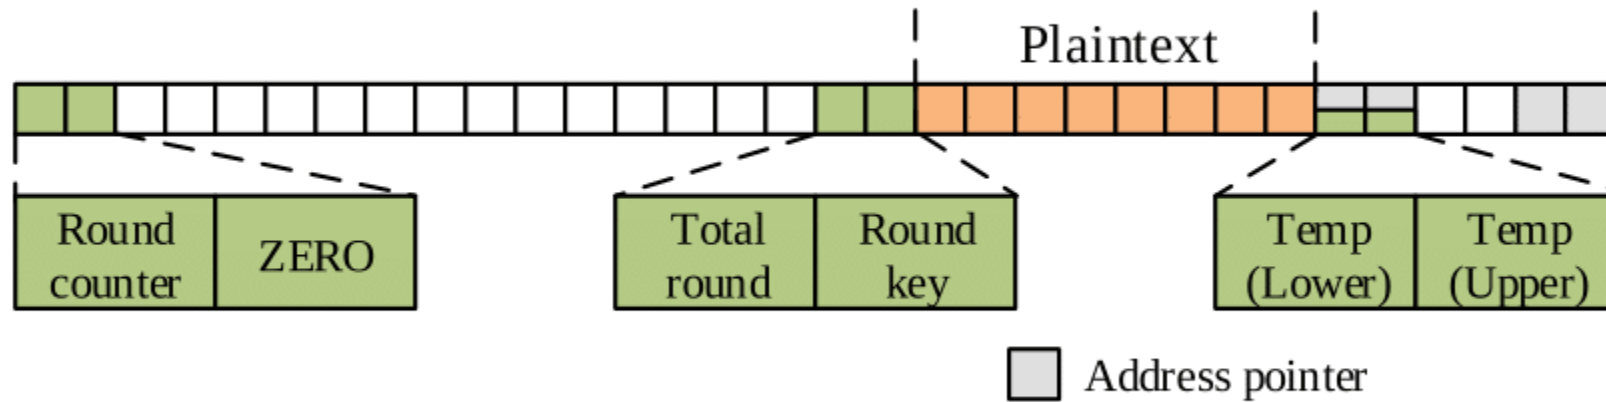 Plaintext
Round
counter
ZERO
Total
round
Round
key
Temp
(Lower)
Temp
(Upper)
Address pointer